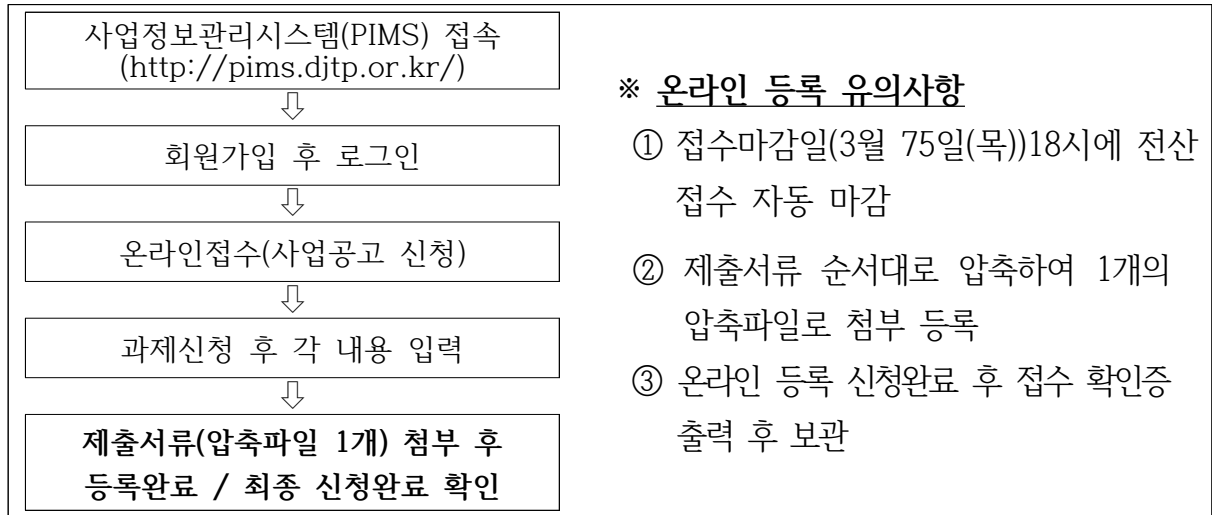 사업정보관리시스템(PIMS) 접속
(http://pims.djtp.or.kr/)
⇩
회원가입 후 로그인
⇩
온라인접수(사업공고 신청)
⇩
과제신청 후 각 내용 입력
⇩
제출서류(압축파일 1개) 첨부 후
등록완료 / 최종 신청완료 확인
※ 온라인 등록 유의사항
① 접수마감일(3월 75일(목))18시에 전산
접수 자동 마감
② 제출서류 순서대로 압축하여 1개의
압축파일로 첨부 등록
③ 온라인 등록 신청완료 후 접수 확인증
출력 후 보관